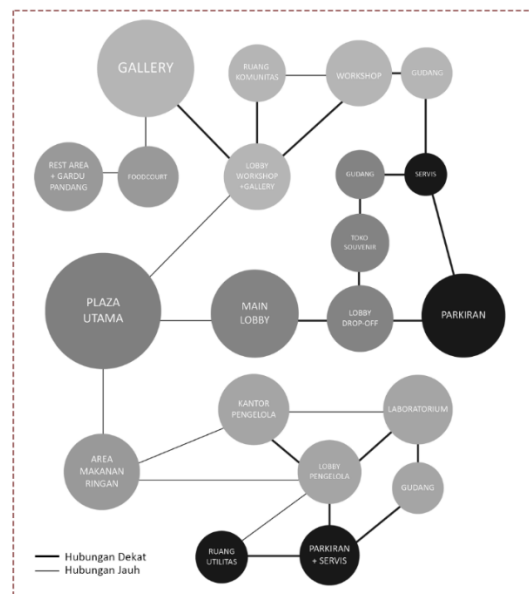 GALLERY
RUANG
KOMUNITAS
WORKSHOP
GUDANG
REST AREA
+ GARDU
PANDANG
FOODCOURT
LOBBY
WORKSHOP
+GALLERY
GUDANG
SERVIS
TOKO
SOUVENIR
PLAZA
UTAMA
MAIN
LOBBY
LOBBY
DROP-OFF
PARKIRAN
KANTOR
PENGELOLA
LABORATORIUM
AREA
MAKANAN
RINGAN
LOBBY
PENGELOLA
GUDANG
RUANG
UTILITAS
PARKIRAN
+ SERVIS
Hubungan Dekat
Hubungan Jauh